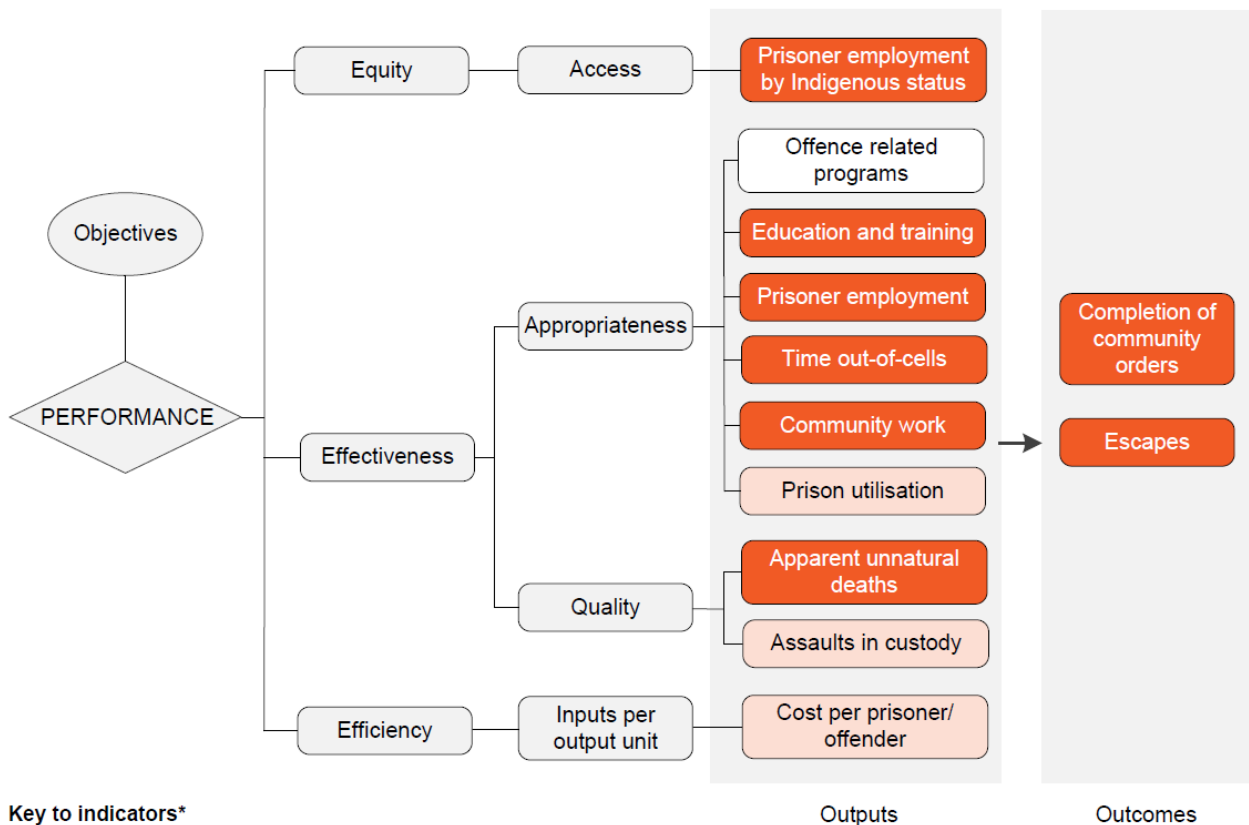 Equity
Access
Prisoner employment
by Indigenous status
Offence related
programs
Objectives
Education and training
Prisoner employment
Appropriateness
Completion of
community
orders
Time out-of-cells
PERFORMANCE
Community work
Escapes
Effectiveness
Prison utilisation
Apparent unnatural
deaths
Quality
Assaults in custody
Efficiency
Inputs per
output unit
Cost per prisoner/
offender
Key to indicators*
Outputs
Outcomes